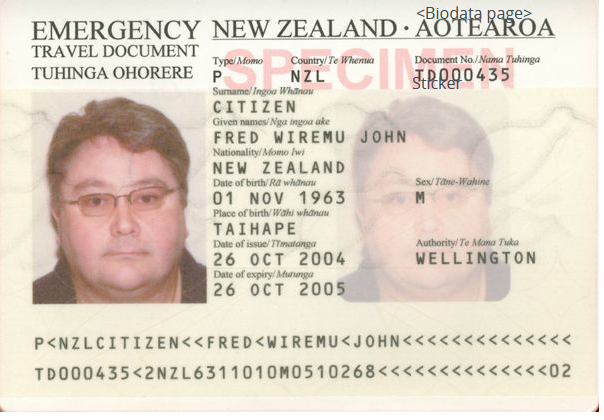 <Biodata page>
EMERGENCY NEW ZEALAND · AOTEAROA
TRAVEL DOCUMENT
TUHINGA OHORERE
Type/Momo Country/Te Whenua Document No./Nama Tuhinga
SPECIMEN
P NZL TD000435
Sticker
Surname/Ingoa Whānau
CITIZEN
Given names/Nga ingoa ake
FRED WIREMU JOHN
Nationality/Momo Iwi
NEW ZEALAND
Date of birth/Rā whānau Sex/Tāne-Wahine
01 NOV 1963 M
Place of birth/Wāhi whānau
TAIHAPE
Date of issue/Tīmatanga Authority/Te Mana Tuka
26 OCT 2004 WELLINGTON
Date of expiry/Mutunga
26 OCT 2005
P<NZLCITIZEN<<FRED<WIREMU<JOHN<<<<<<<<<<<<<<
TD000435<2NZL6311010M0510268<<<<<<<<<<<<<<02